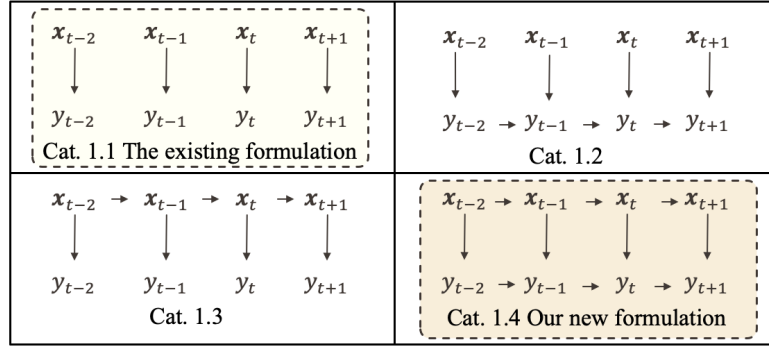 x_{t−2} x_{t−1} x_t x_{t+1}
y_{t−2} y_{t−1} y_t y_{t+1}
Cat. 1.1 The existing formulation
x_{t−2} x_{t−1} x_t x_{t+1}
y_{t−2} → y_{t−1} → y_t → y_{t+1}
Cat. 1.2
x_{t−2} → x_{t−1} → x_t → x_{t+1}
y_{t−2} y_{t−1} y_t y_{t+1}
Cat. 1.3
x_{t−2} → x_{t−1} → x_t → x_{t+1}
y_{t−2} → y_{t−1} → y_t → y_{t+1}
Cat. 1.4 Our new formulation